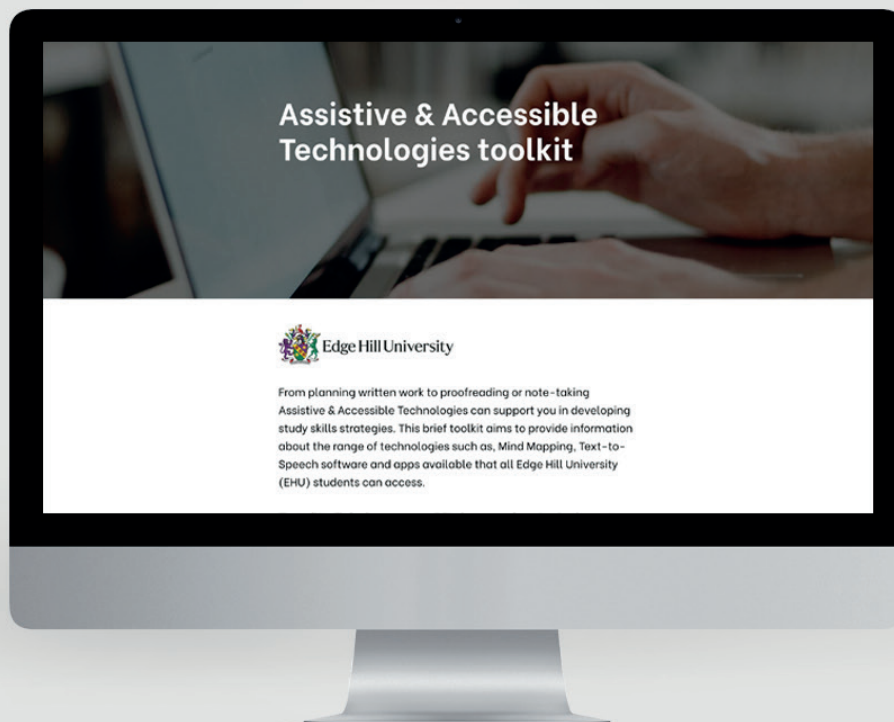 Assistive & Accessible
Technologies toolkit
Edge Hill University
From planning written work to proofreading or note-taking
Assistive & Accessible Technologies can support you in developing
study skills strategies. This brief toolkit aims to provide information
about the range of technologies such as, Mind Mapping, Text-to-
Speech software and apps available that all Edge Hill University
(EHU) students can access.